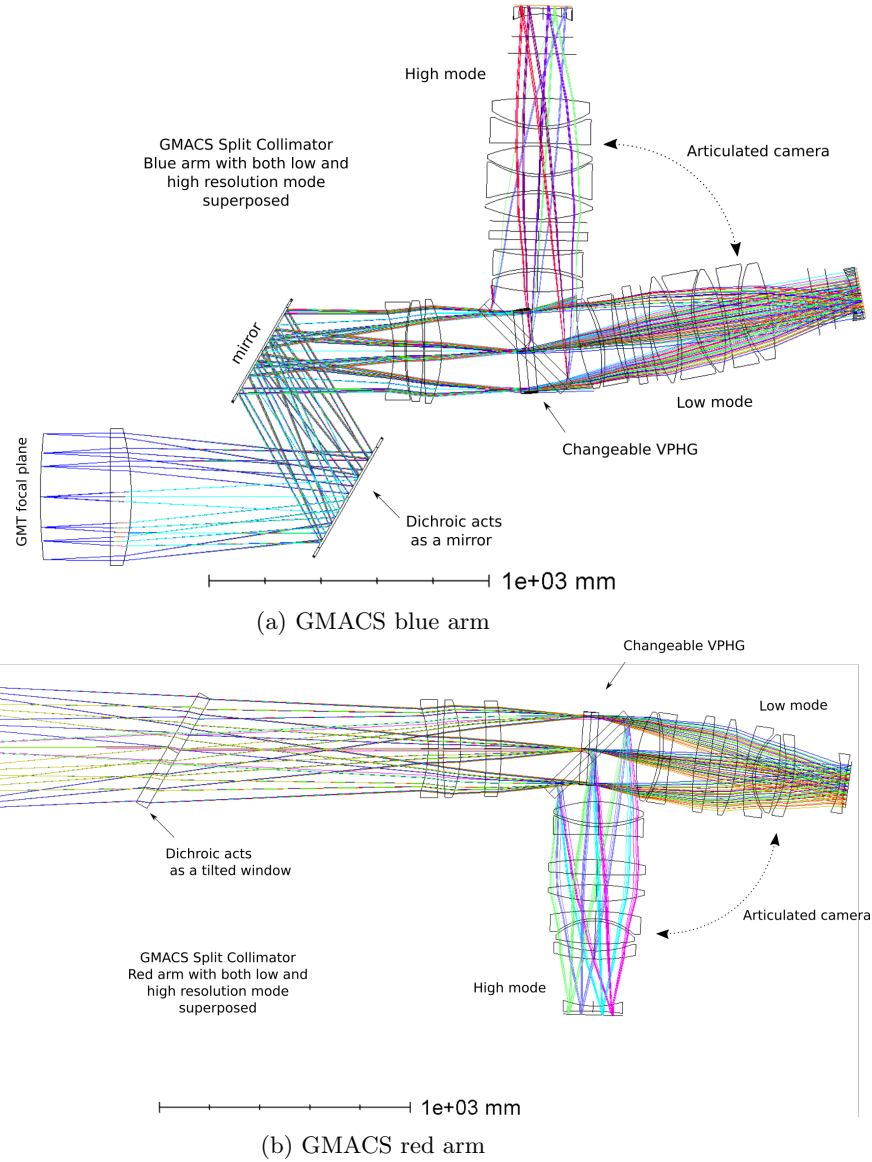 High mode
GMACS Split Collimator
Blue arm with both low and
high resolution mode
superposed
Articulated camera
mirror
Low mode
Changeable VPHG
GMT focal plane
Dichroic acts
as a mirror
1e+03 mm
(a) GMACS blue arm
Changeable VPHG
Low mode
Dichroic acts
as a tilted window
Articulated camera
GMACS Split Collimator
Red arm with both low and
high resolution mode
superposed
High mode
1e+03 mm
(b) GMACS red arm